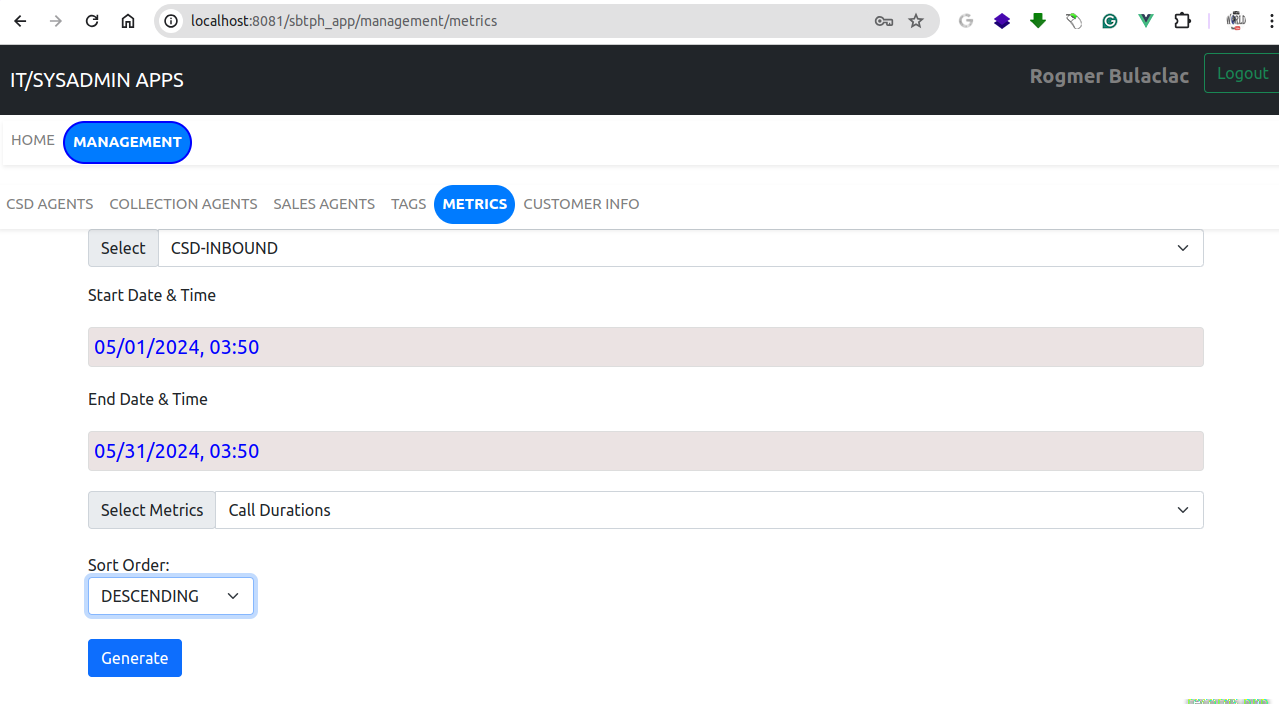 localhost:8081/sbtph_app/management/metrics
IT/SYSADMIN APPS
Rogmer Bulaclac
Logout
HOME MANAGEMENT
CSD AGENTS COLLECTION AGENTS SALES AGENTS TAGS METRICS CUSTOMER INFO
Select CSD-INBOUND
Start Date & Time
05/01/2024, 03:50
End Date & Time
05/31/2024, 03:50
Select Metrics Call Durations
Sort Order:
DESCENDING
Generate